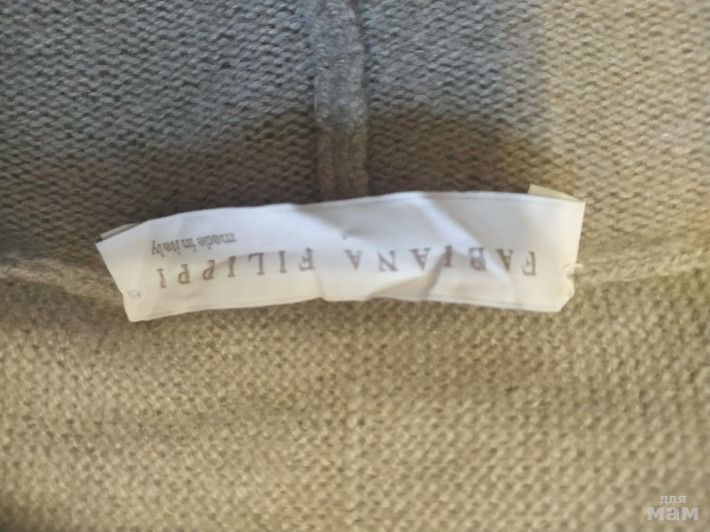 FABIANA FILIPPI
made in italy
для
мам